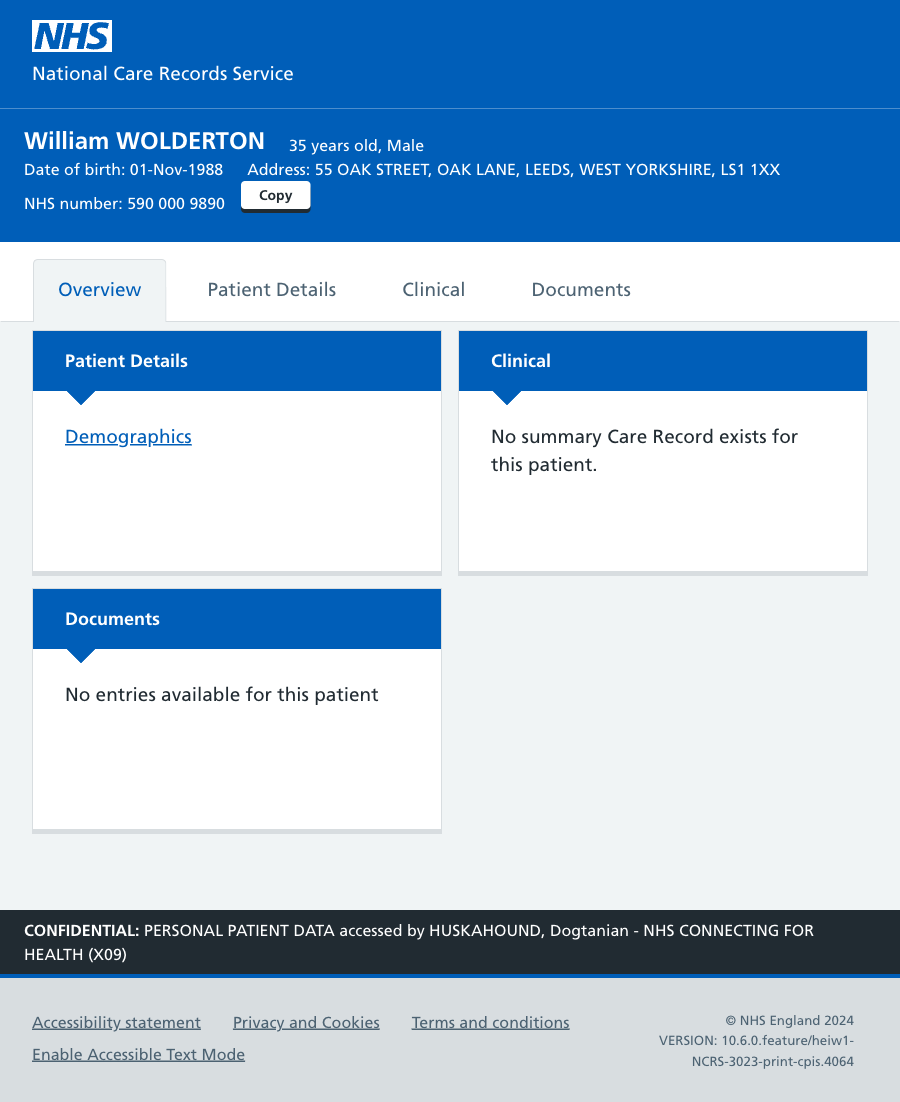 NHS
National Care Records Service
William WOLDERTON 35 years old, Male
Date of birth: 01-Nov-1988 Address: 55 OAK STREET, OAK LANE, LEEDS, WEST YORKSHIRE, LS1 1XX
NHS number: 590 000 9890 Copy
Overview Patient Details Clinical Documents
Patient Details
Demographics
Clinical
No summary Care Record exists for
this patient.
Documents
No entries available for this patient
CONFIDENTIAL: PERSONAL PATIENT DATA accessed by HUSKAHOUND, Dogtanian - NHS CONNECTING FOR
HEALTH (X09)
Accessibility statement Privacy and Cookies Terms and conditions
Enable Accessible Text Mode
© NHS England 2024
VERSION: 10.6.0.feature/heiw1-
NCRS-3023-print-cpis.4064